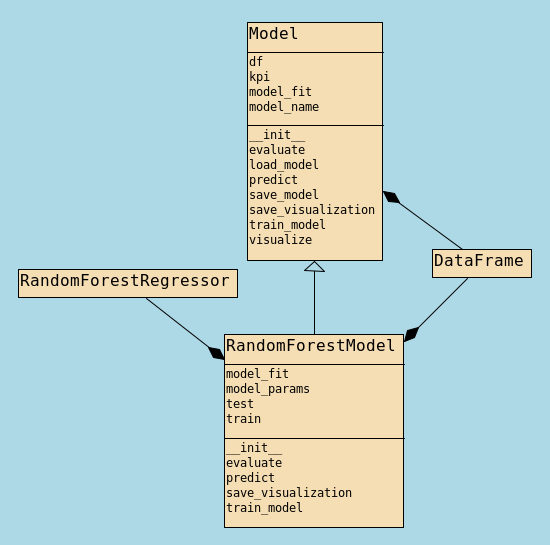 Model
df
kpi
model_fit
model_name
__init__
evaluate
load_model
predict
save_model
save_visualization
train_model
visualize
DataFrame
RandomForestRegressor
RandomForestModel
model_fit
model_params
test
train
__init__
evaluate
predict
save_visualization
train_model